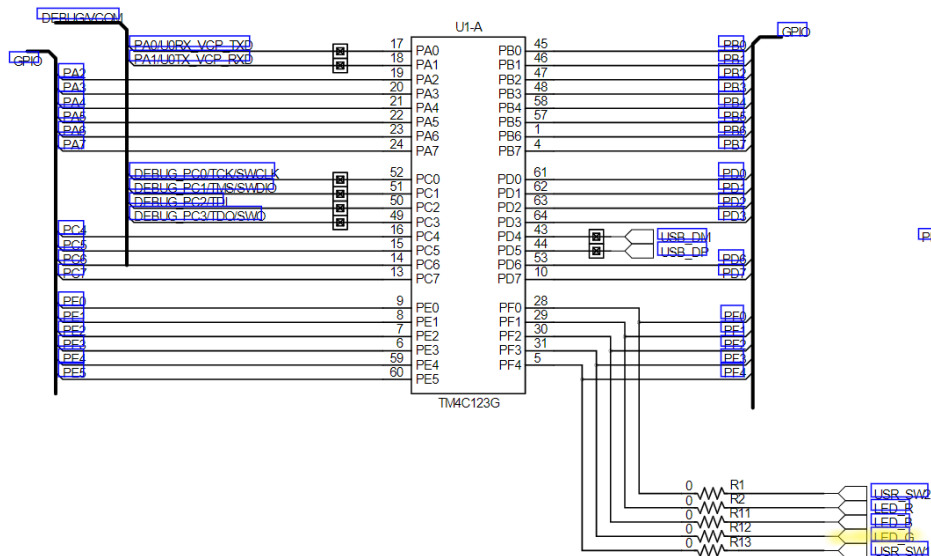 DEBUG/VCOM
U1-A
GPIO
GPIO
PA0/U0RX_VCP_TXD 17 PA0 PB0 45 PB0
PA1/U0TX_VCP_RXD 18 PA1 PB1 46 PB1
PA2 19 PA2 PB2 47 PB2
PA3 20 PA3 PB3 48 PB3
PA4 21 PA4 PB4 58 PB4
PA5 22 PA5 PB5 57 PB5
PA6 23 PA6 PB6 1 PB6
PA7 24 PA7 PB7 4 PB7
DEBUG_PC0/TCK/SWCLK 52 PC0 PD0 61 PD0
DEBUG_PC1/TMS/SWDIO 51 PC1 PD1 62 PD1
DEBUG_PC2/TDI 50 PC2 PD2 63 PD2
DEBUG_PC3/TDO/SWO 49 PC3 PD3 64 PD3
PC4 16 PC4 PD4 43 USB_DM
PC5 15 PC5 PD5 44 USB_DP
PC6 14 PC6 PD6 53 PD6
PC7 13 PC7 PD7 10 PD7
PE0 9 PE0 PF0 28 PF0
PE1 8 PE1 PF1 29 PF1
PE2 7 PE2 PF2 30 PF2
PE3 6 PE3 PF3 31 PF3
PE4 59 PE4 PF4 5 PF4
PE5 60 PE5
TM4C123G
0 R1 USR_SW2
0 R2 LED_R
0 R11 LED_B
0 R12 LED_G
0 R13 USR_SW1